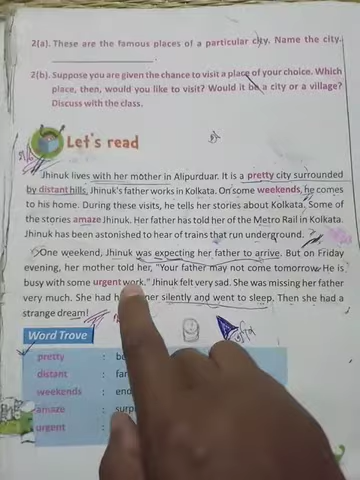 2(a). These are the famous places of a particular city. Name the city.
2(b). Suppose you are given the chance to visit a place of your choice. Which
place, then, would you like to visit? Would it be a city or a village?
Discuss with the class.
Let's read
Jhinuk lives with her mother in Alipurduar. It is a pretty city surrounded
by distant hills. Jhinuk's father works in Kolkata. On some weekends, he comes
to his home. During these visits, he tells her stories about Kolkata. Some of
the stories amaze Jhinuk. Her father has told her of the Metro Rail in Kolkata.
Jhinuk has been astonished to hear of trains that run underground.
One weekend, Jhinuk was expecting her father to arrive. But on Friday
evening, her mother told her, "Your father may not come tomorrow. He is
busy with some urgent work." Jhinuk felt very sad. She was missing her father
very much. She had silently and went to sleep. Then she had a
strange dream!
Word Trove
pretty :
distant :
weekends :
amaze :
urgent :